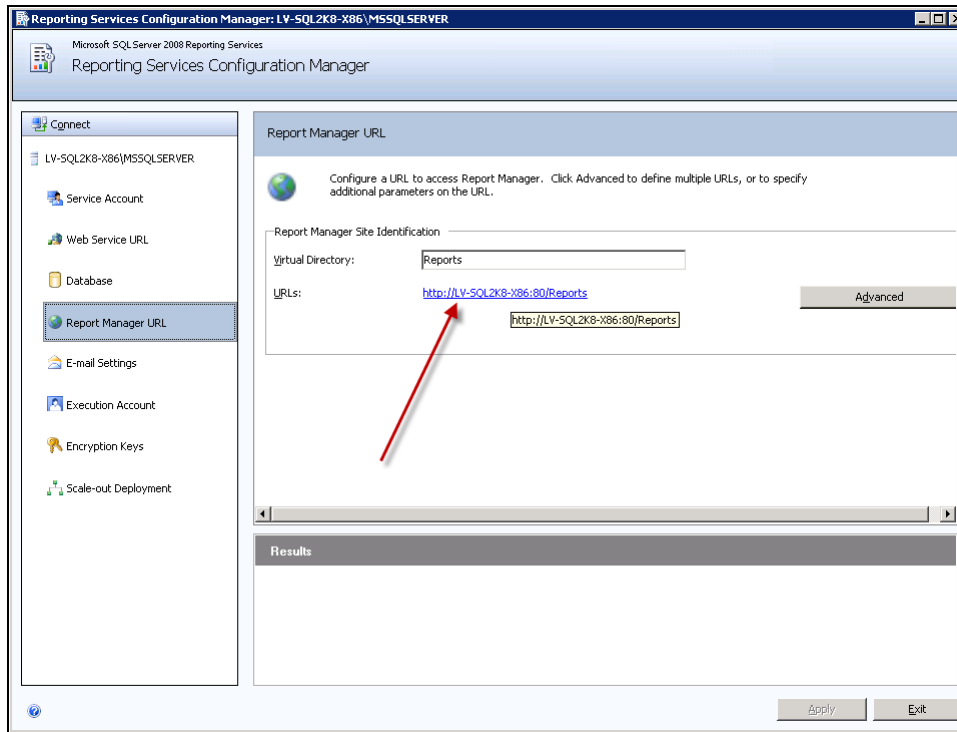 Reporting Services Configuration Manager: LV-SQL2K8-X86\MSSQLSERVER
Microsoft SQL Server 2008 Reporting Services
Reporting Services Configuration Manager
Connect
LV-SQL2K8-X86\MSSQLSERVER
Service Account
Web Service URL
Database
Report Manager URL
E-mail Settings
Execution Account
Encryption Keys
Scale-out Deployment
Report Manager URL
Configure a URL to access Report Manager. Click Advanced to define multiple URLs, or to specify
additional parameters on the URL.
Report Manager Site Identification
Virtual Directory:
Reports
URLs:
http://LV-SQL2K8-X86:80/Reports
Advanced
http://LV-SQL2K8-X86:80/Reports
Results
Apply
Exit